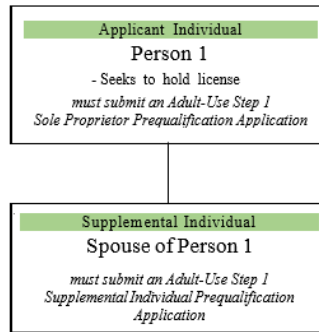 Applicant Individual
Person 1
- Seeks to hold license
must submit an Adult-Use Step 1
Sole Proprietor Prequalification Application
Supplemental Individual
Spouse of Person 1
must submit an Adult-Use Step 1
Supplemental Individual Prequalification
Application